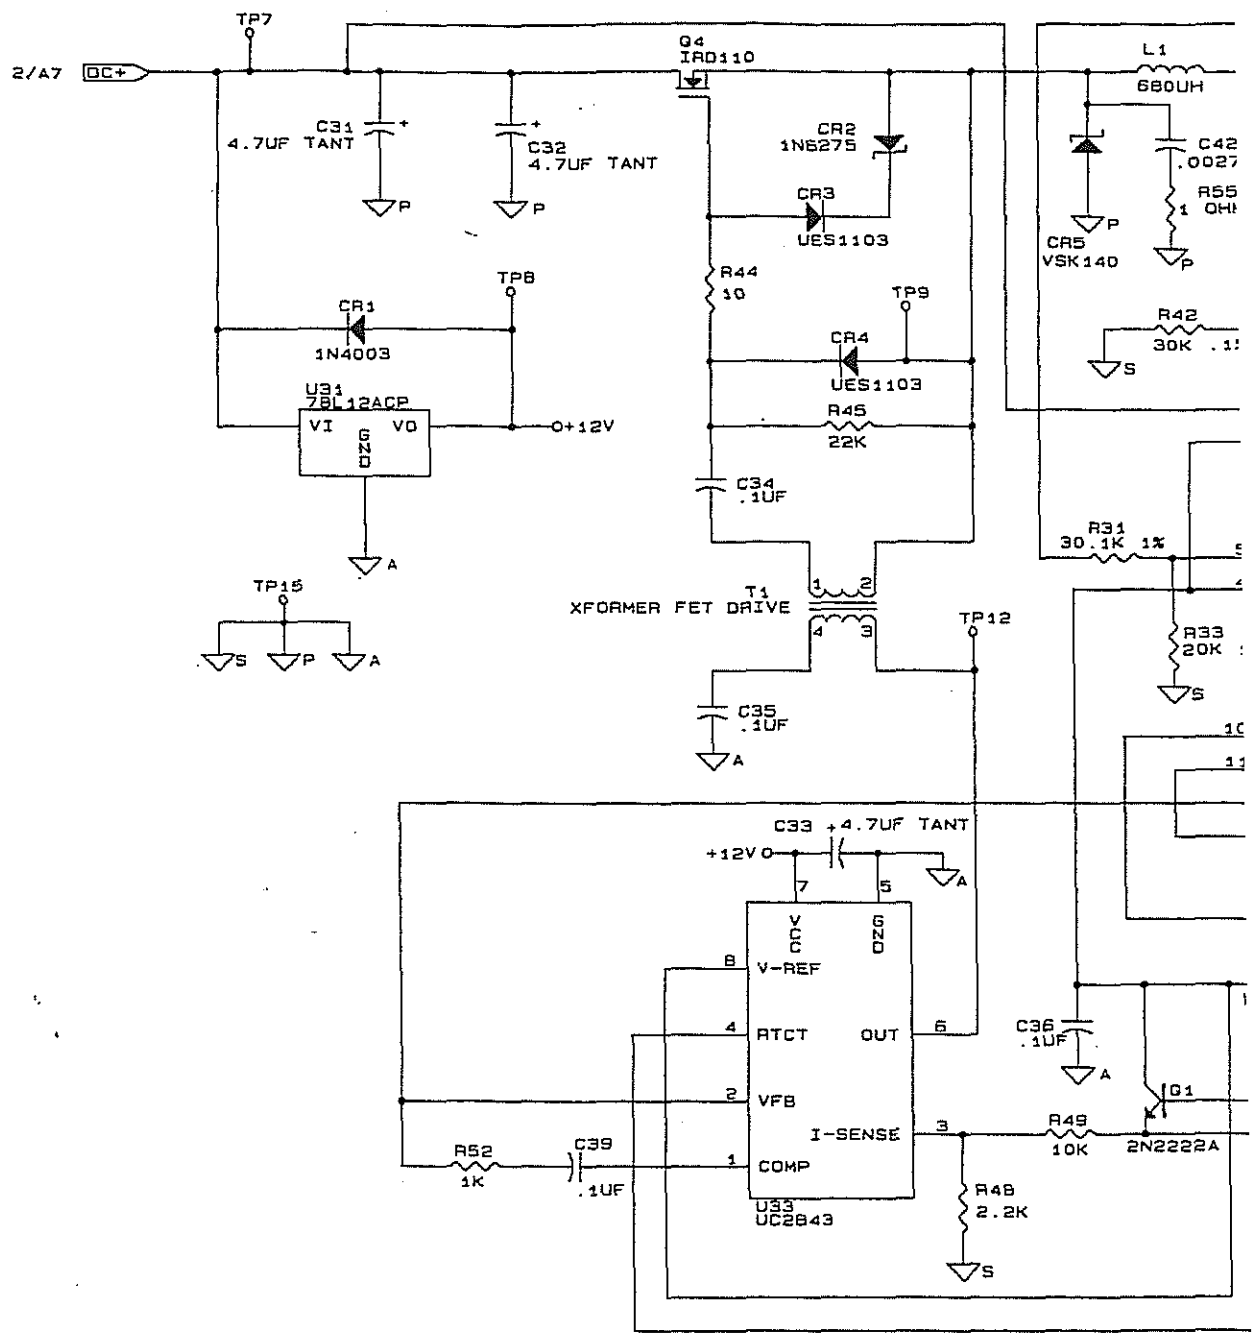 TP7
2/A7 DC+
Q4
IRD110
L1
680UH
C31
4.7UF TANT
+
C32
4.7UF TANT
+
P
P
CR2
1N6275
CR3
UES1103
C42
.0027
R55
1
P
CR5
VSK14D
P
R44
10
TP8
CR1
1N4003
TP9
CR4
UES1103
R42
30K
S
U31
78L12ACP
VI
GND
VO
+12V
R45
22K
C34
.1UF
A
R31
30.1K 1%
5
4
TP15
S
P
A
T1
XFORMER FET DRIVE
1
2
4
3
TP12
R33
20K
S
C35
.1UF
A
10
11
C33
+
4.7UF TANT
+12V
A
7
5
VCC
GND
8
V-REF
4
RTCT
OUT
6
2
VFB
I-SENSE
3
1
COMP
U33
UC2843
R52
1K
C39
.1UF
C36
.1UF
A
Q1
2N2222A
R49
10K
R48
2.2K
S